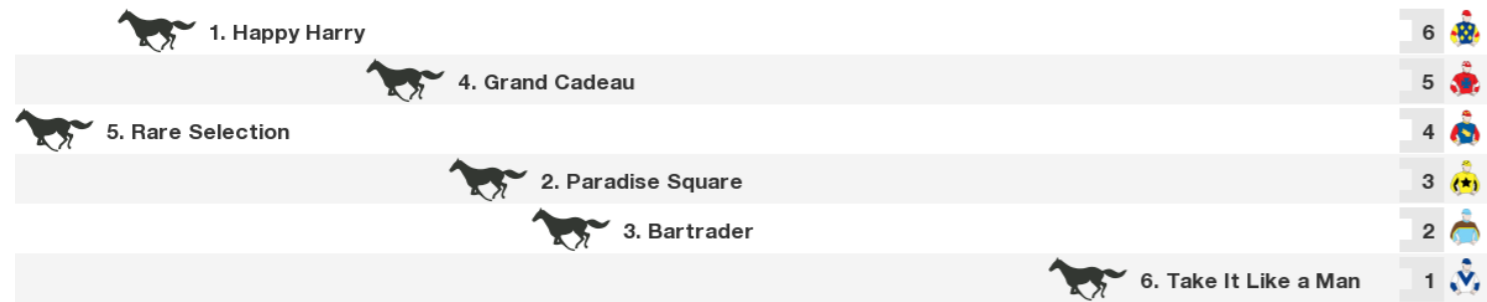 1. Happy Harry 6
4. Grand Cadeau 5
5. Rare Selection 4
2. Paradise Square 3
3. Bartrader 2
6. Take It Like a Man 1